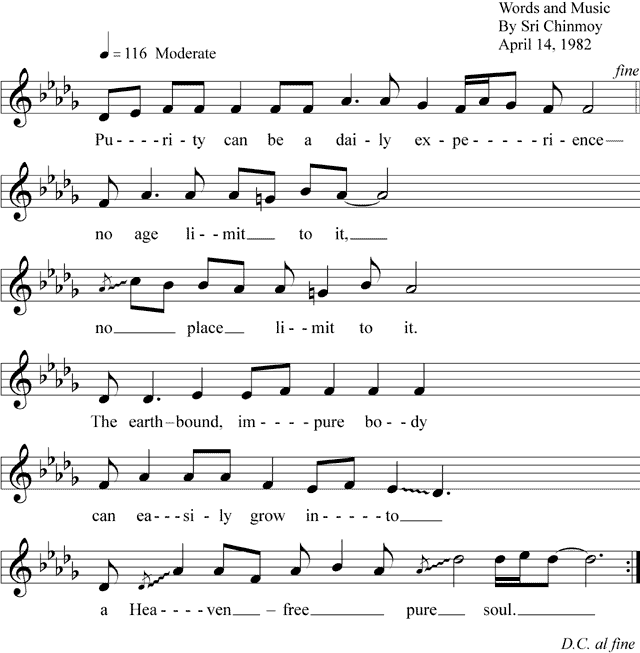 Words and Music
By Sri Chinmoy
April 14, 1982
= 116 Moderate
fine
Pu - - - - ri - ty can be a dai - ly ex - pe - - - - - - ri - ence
no age li - - mit to it,
no place li - - mit to it.
The earth – bound, im - - - - pure bo - - dy
can ea - - - si - ly grow in - - - - - to
a Hea - - - - ven – free pure soul.
D.C. al fine